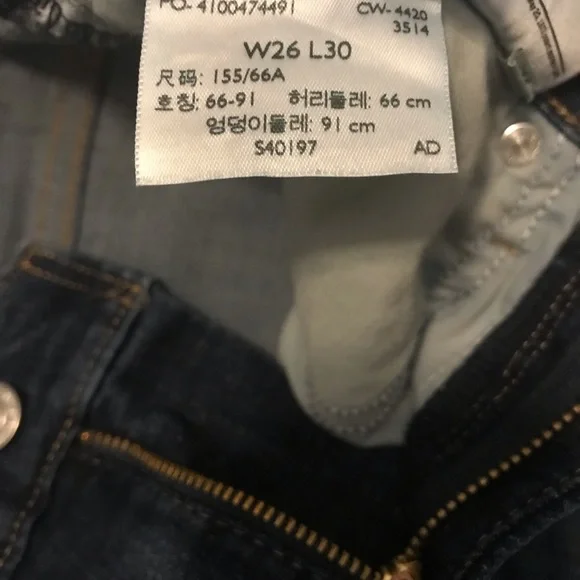 PO- 4100474491 CW- 4420
3514
W26 L30
尺码: 155/66A
호칭: 66-91 허리둘레: 66 cm
엉덩이둘레: 91 cm
S40197 AD